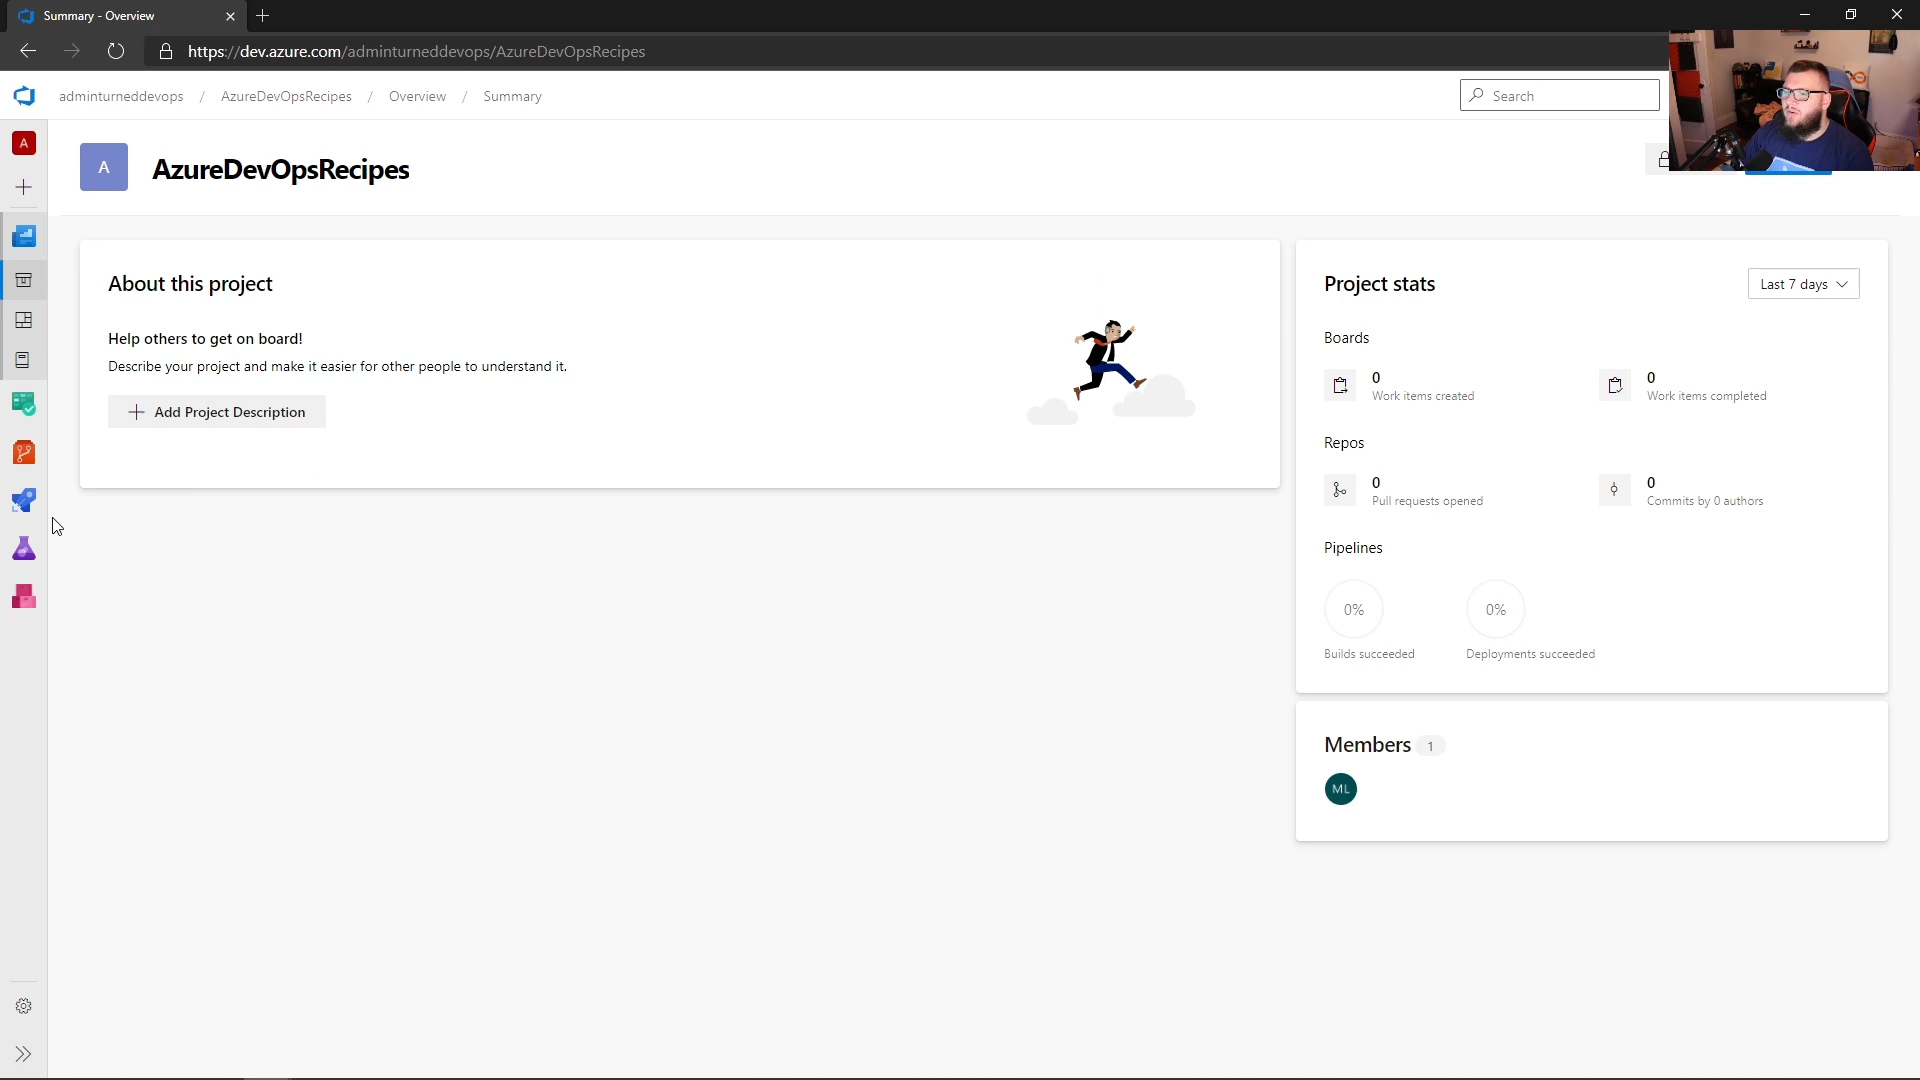 Summary - Overview
https://dev.azure.com/adminturneddevops/AzureDevOpsRecipes
adminturneddevops / AzureDevOpsRecipes / Overview / Summary
Search
A
A
AzureDevOpsRecipes
About this project
Help others to get on board!
Describe your project and make it easier for other people to understand it.
Add Project Description
Project stats
Last 7 days
Boards
0
Work items created
0
Work items completed
Repos
0
Pull requests opened
0
Commits by 0 authors
Pipelines
0%
Builds succeeded
0%
Deployments succeeded
Members 1
ML